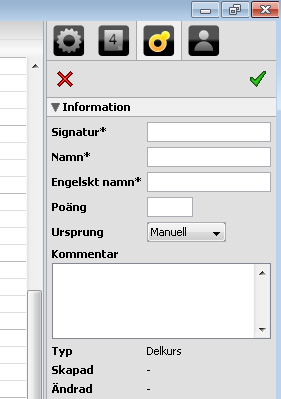 4
Information
Signatur*
Namn*
Engelskt namn*
Poäng
Ursprung Manuell
Kommentar
Typ Delkurs
Skapad -
Ändrad -